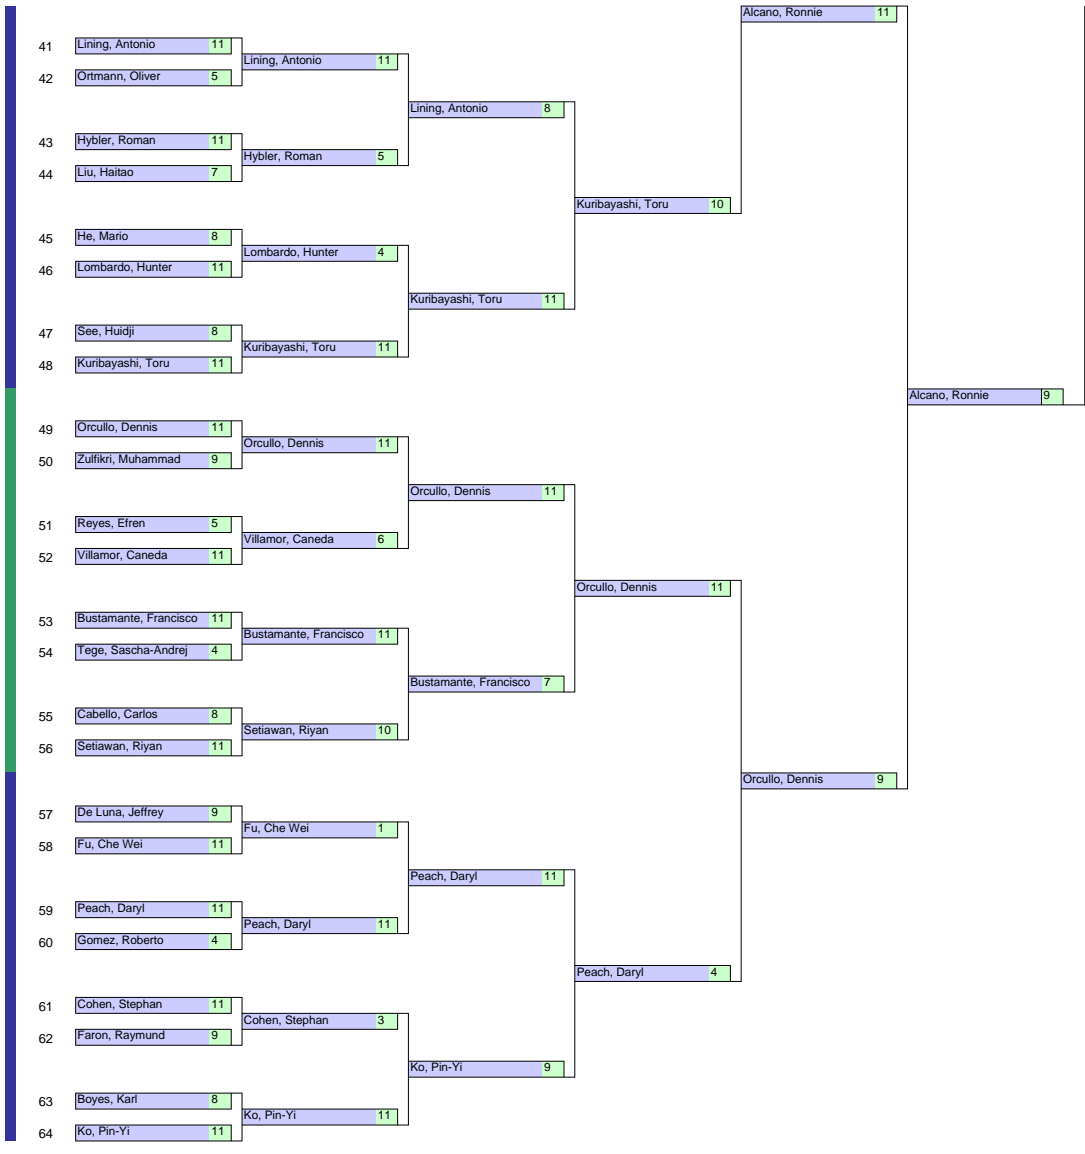 Alcano, Ronnie 11
41 Lining, Antonio 11
Lining, Antonio 11
42 Ortmann, Oliver 5
Lining, Antonio 8
43 Hybler, Roman 11
Hybler, Roman 5
44 Liu, Haitao 7
Kuribayashi, Toru 10
45 He, Mario 8
Lombardo, Hunter 4
46 Lombardo, Hunter 11
Kuribayashi, Toru 11
47 See, Huidji 8
Kuribayashi, Toru 11
48 Kuribayashi, Toru 11
Alcano, Ronnie 9
49 Orcullo, Dennis 11
Orcullo, Dennis 11
50 Zulfikri, Muhammad 9
Orcullo, Dennis 11
51 Reyes, Efren 5
Villamor, Caneda 6
52 Villamor, Caneda 11
Orcullo, Dennis 11
53 Bustamante, Francisco 11
Bustamante, Francisco 11
54 Tege, Sascha-Andrej 4
Bustamante, Francisco 7
55 Cabello, Carlos 8
Setiawan, Riyan 10
56 Setiawan, Riyan 11
Orcullo, Dennis 9
57 De Luna, Jeffrey 9
Fu, Che Wei 1
58 Fu, Che Wei 11
Peach, Daryl 11
59 Peach, Daryl 11
Peach, Daryl 11
60 Gomez, Roberto 4
Peach, Daryl 4
61 Cohen, Stephan 11
Cohen, Stephan 3
62 Faron, Raymund 9
Ko, Pin-Yi 9
63 Boyes, Karl 8
Ko, Pin-Yi 11
64 Ko, Pin-Yi 11